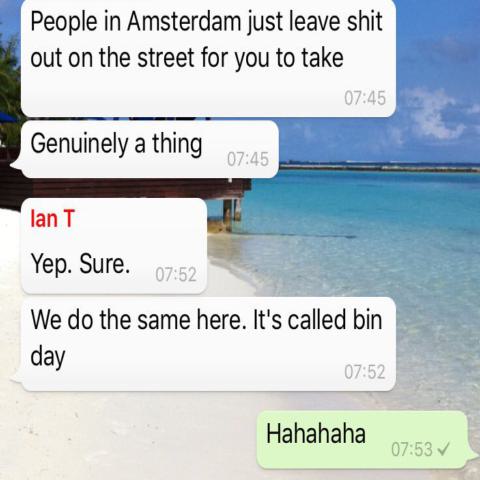 People in Amsterdam just leave shit
out on the street for you to take
07:45
Genuinely a thing
07:45
Ian T
Yep. Sure.
07:52
We do the same here. It's called bin
day
07:52
Hahahaha
07:53